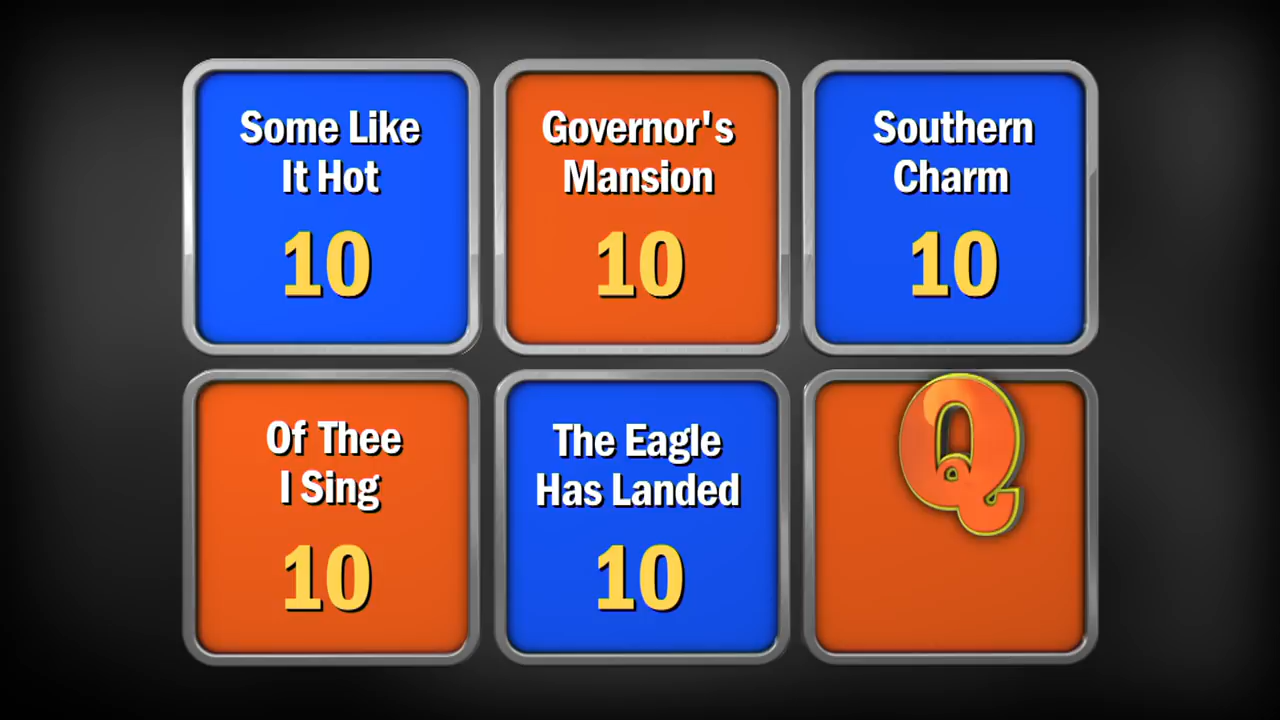 Some Like
It Hot
10
Governor's
Mansion
10
Southern
Charm
10
Of Thee
I Sing
10
The Eagle
Has Landed
10
Q